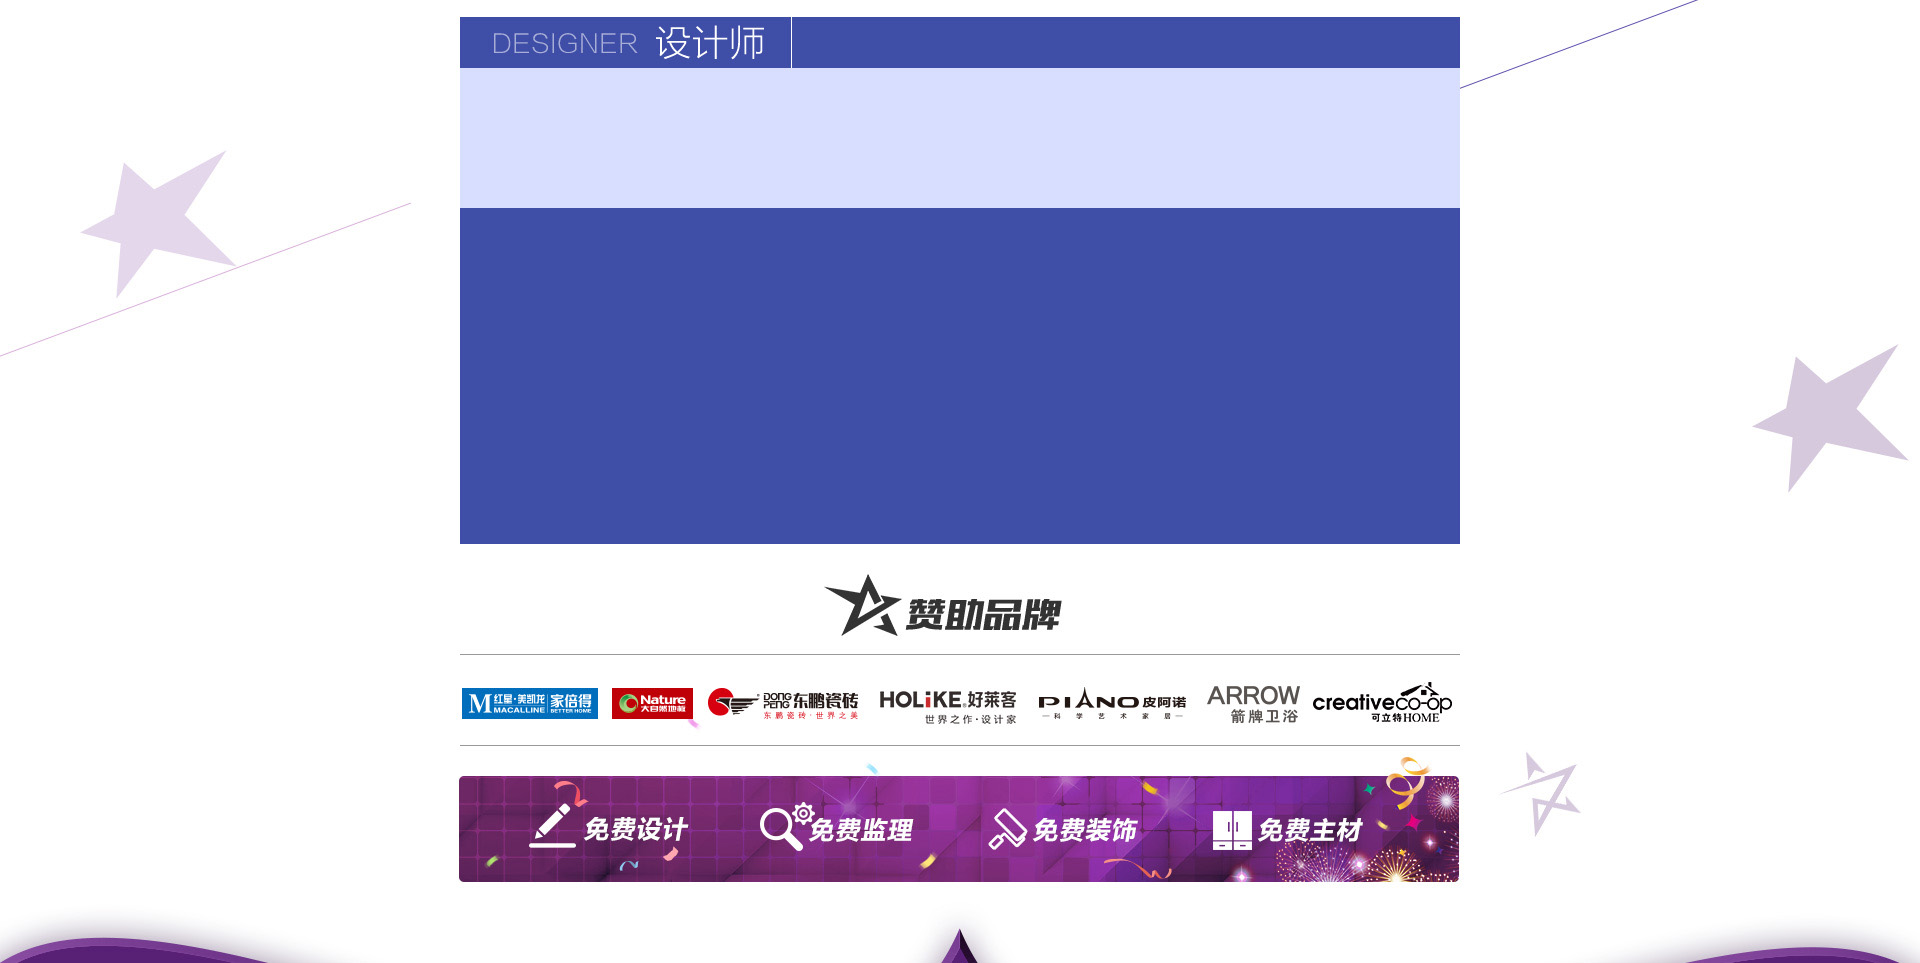 DESIGNER 设计师
赞助品牌
M 红星·美凯龙 家倍得
MACALLINE BETTER HOME
Nature
大自然地板
DONG PENG 东鹏瓷砖
东鹏瓷砖·世界之美
HOLiKE® 好莱客
世界之作·设计家
PIANO 皮阿诺
科学艺术家居
ARROW
箭牌卫浴
creative co-op
可立特HOME
免费设计 免费监理 免费装饰 免费主材